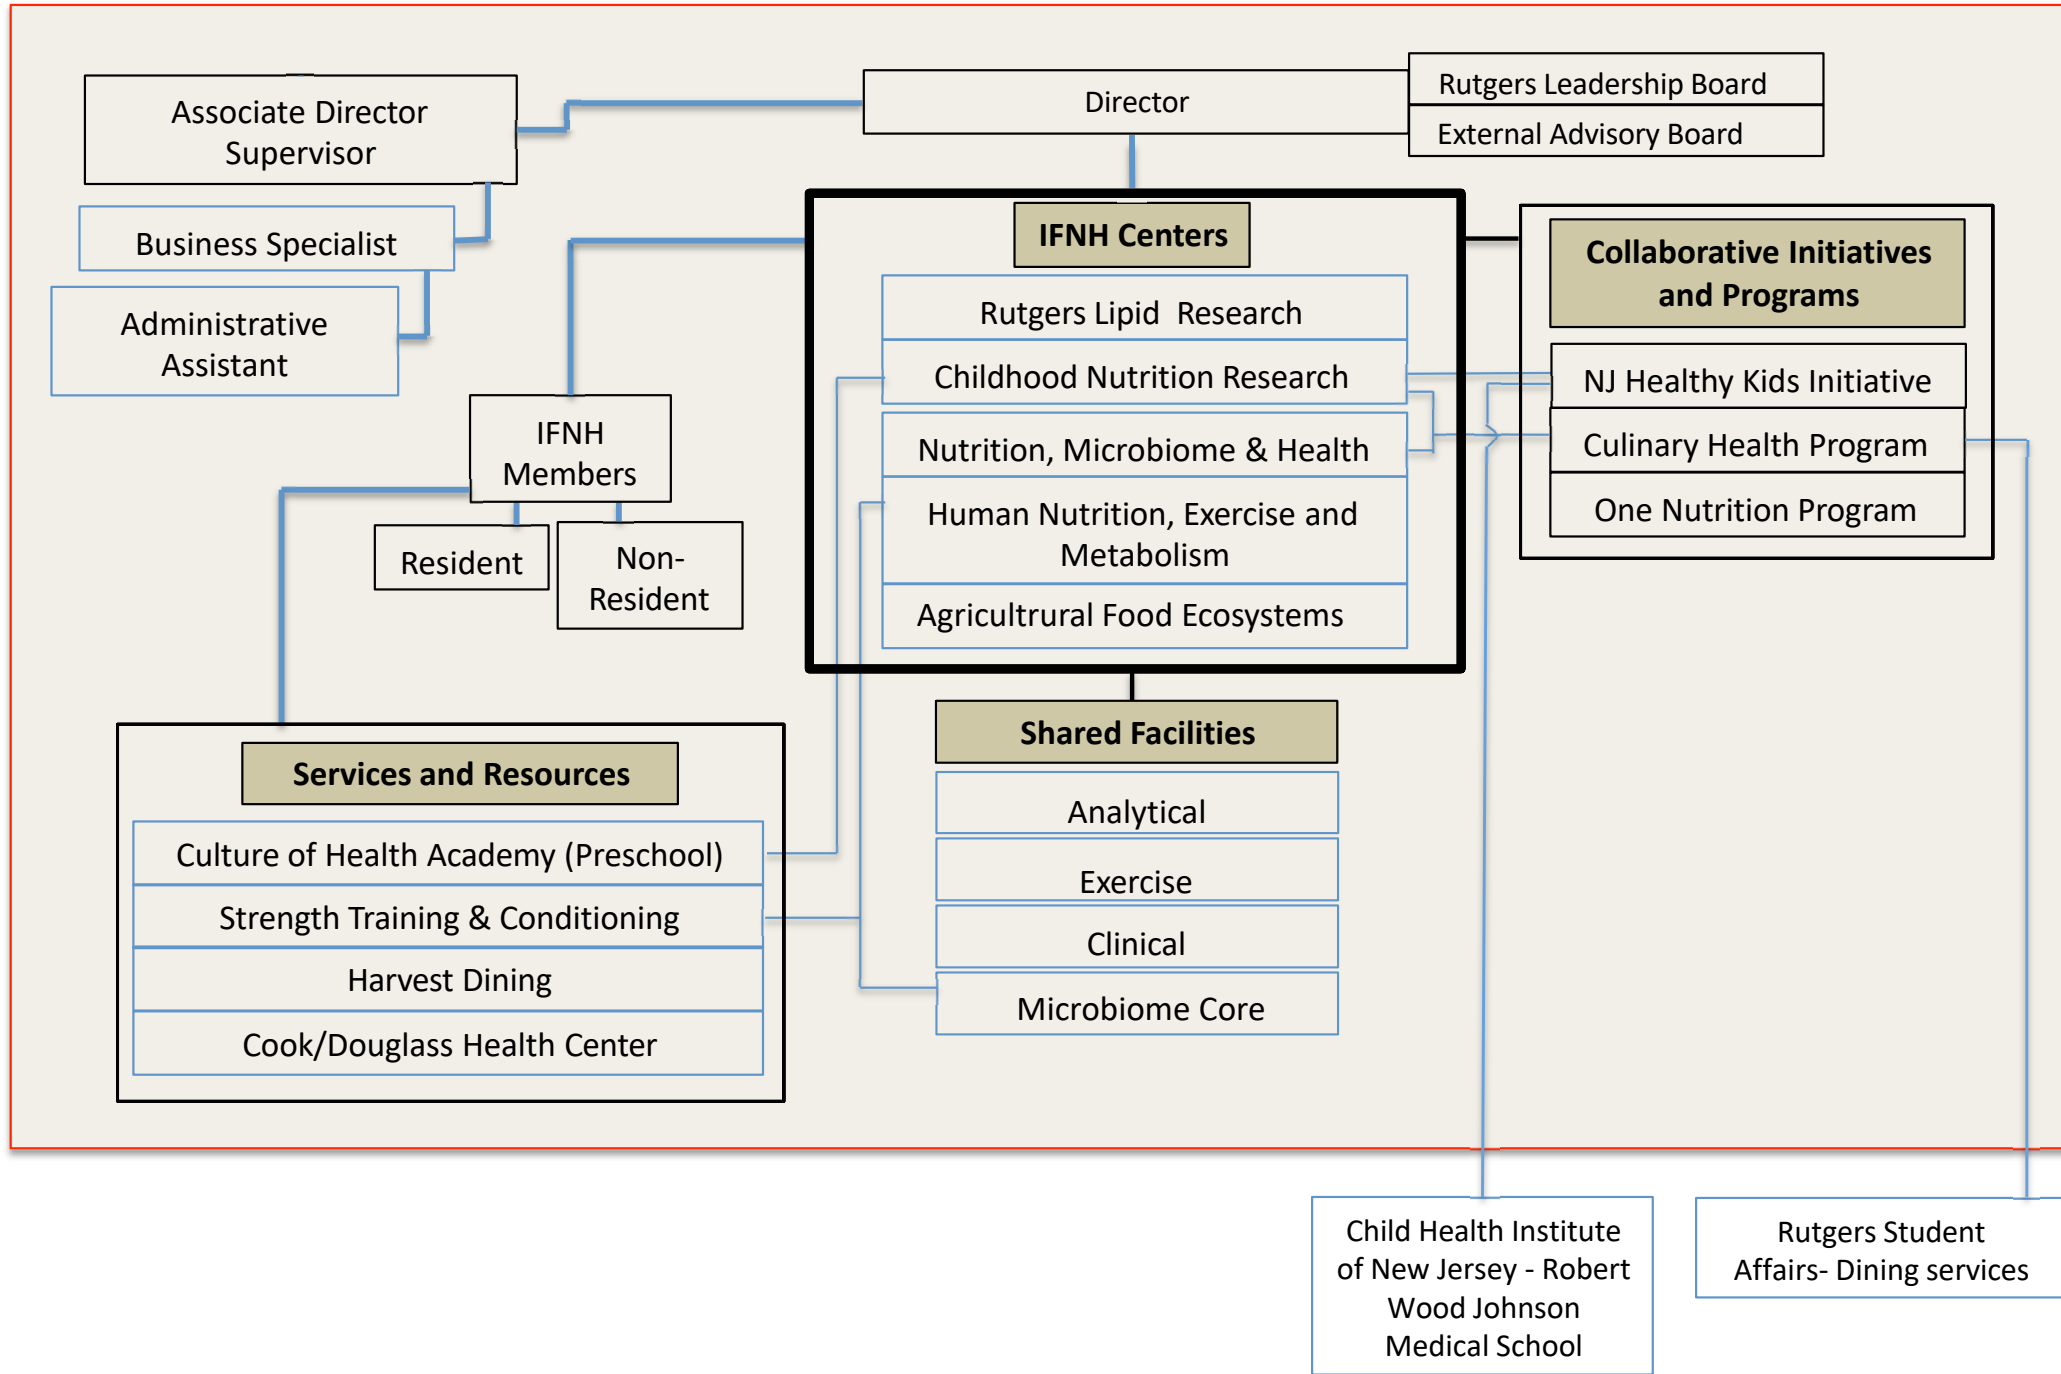 Associate Director
Supervisor
Director
Rutgers Leadership Board
External Advisory Board
Business Specialist
Administrative
Assistant
IFNH Centers
Rutgers Lipid Research
Childhood Nutrition Research
Nutrition, Microbiome & Health
Human Nutrition, Exercise and
Metabolism
Agricultrural Food Ecosystems
Collaborative Initiatives
and Programs
NJ Healthy Kids Initiative
Culinary Health Program
One Nutrition Program
IFNH
Members
Resident
Non-
Resident
Services and Resources
Culture of Health Academy (Preschool)
Strength Training & Conditioning
Harvest Dining
Cook/Douglass Health Center
Shared Facilities
Analytical
Exercise
Clinical
Microbiome Core
Child Health Institute
of New Jersey - Robert
Wood Johnson
Medical School
Rutgers Student
Affairs- Dining services